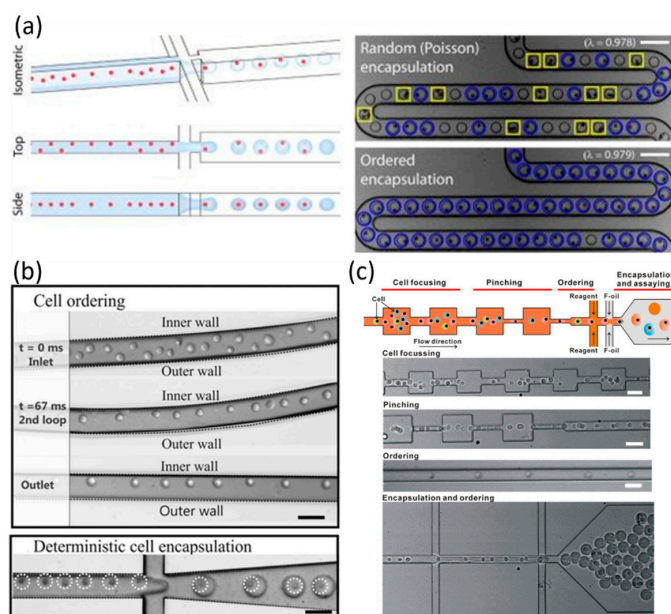 (a)
Isometric
Top
Side
Random (Poisson)
encapsulation
(λ = 0.978)
Ordered
encapsulation
(λ = 0.979)
(b)
Cell ordering
Inner wall
t = 0 ms
Inlet
Outer wall
Inner wall
t =67 ms
2nd loop
Outer wall
Inner wall
Outlet
Outer wall
Deterministic cell encapsulation
(c)
Cell focusing
Pinching
Ordering
Encapsulation
and assaying
Reagent
F-oil
Cell
Flow direction
Reagent
F-oil
Cell focussing
Pinching
Ordering
Encapsulation and ordering